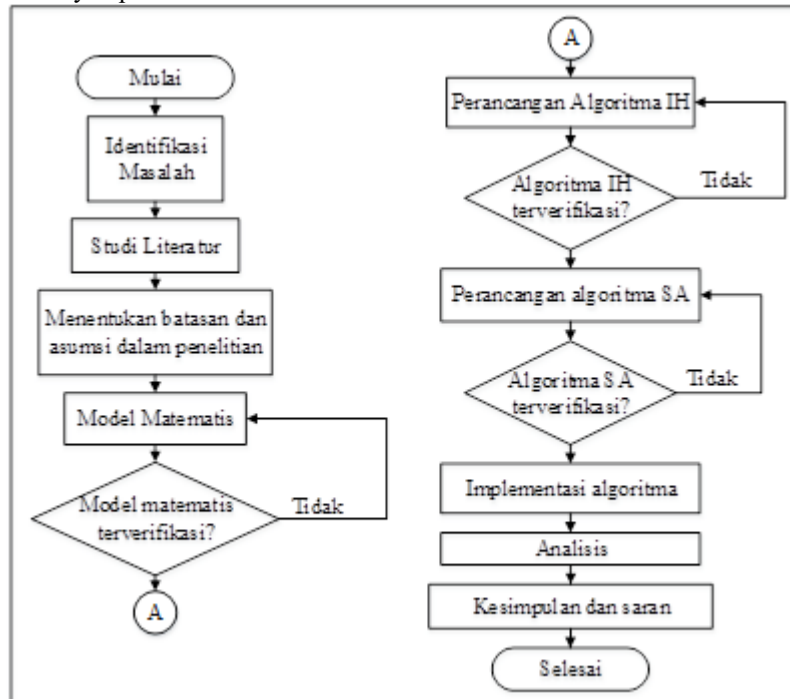 Mulai
Identifikasi
Masalah
Studi Literatur
Menentukan batasan dan
asumsi dalam penelitian
Model Matematis
Model matematis
terverifikasi?
Tidak
A
A
Perancangan Algoritma IH
Algoritma IH
terverifikasi?
Tidak
Perancangan algoritma SA
Algoritma SA
terverifikasi?
Tidak
Implementasi algoritma
Analisis
Kesimpulan dan saran
Selesai